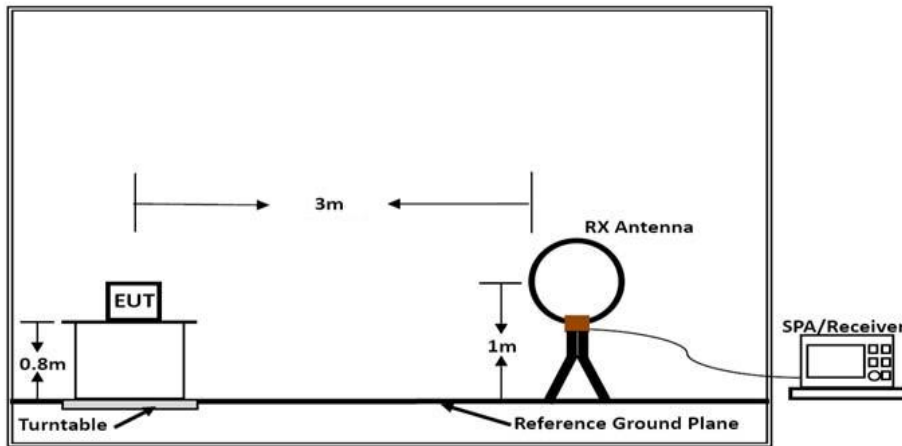 3m
RX Antenna
EUT
SPA/Receiver
0.8m
1m
Turntable
Reference Ground Plane